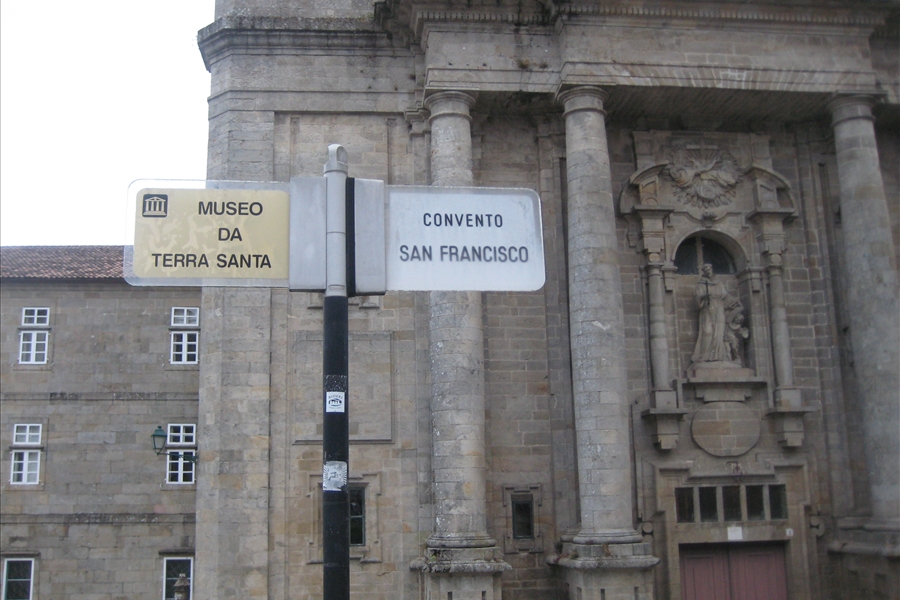 MUSEO
DA
TERRA SANTA
CONVENTO
SAN FRANCISCO